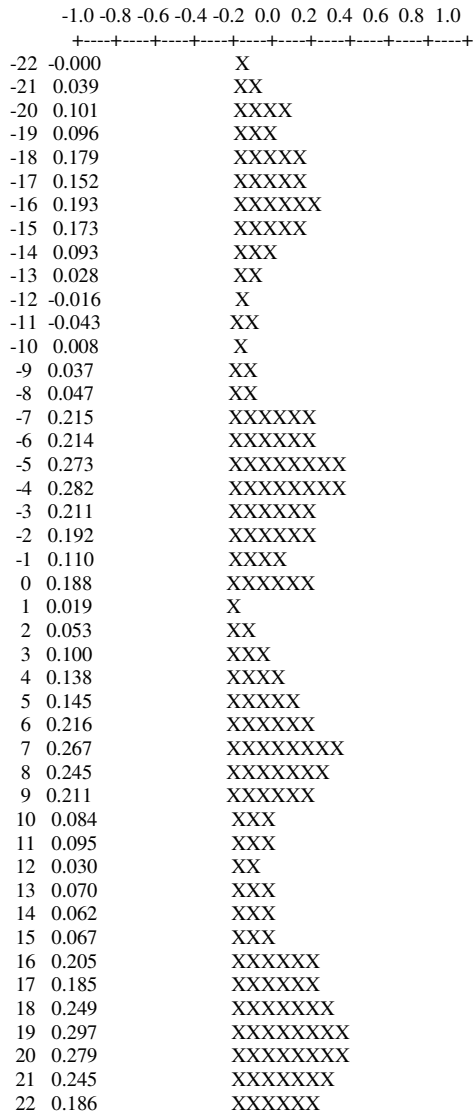 -1.0 -0.8 -0.6 -0.4 -0.2 0.0 0.2 0.4 0.6 0.8 1.0
+----+----+----+----+----+----+----+----+----+----+
-22 -0.000 X
-21 0.039 XX
-20 0.101 XXXX
-19 0.096 XXX
-18 0.179 XXXXX
-17 0.152 XXXXX
-16 0.193 XXXXXX
-15 0.173 XXXXX
-14 0.093 XXX
-13 0.028 XX
-12 -0.016 X
-11 -0.043 XX
-10 0.008 X
-9 0.037 XX
-8 0.047 XX
-7 0.215 XXXXXX
-6 0.214 XXXXXX
-5 0.273 XXXXXXXX
-4 0.282 XXXXXXXX
-3 0.211 XXXXXX
-2 0.192 XXXXXX
-1 0.110 XXXX
0 0.188 XXXXXX
1 0.019 X
2 0.053 XX
3 0.100 XXX
4 0.138 XXXX
5 0.145 XXXXX
6 0.216 XXXXXX
7 0.267 XXXXXXXX
8 0.245 XXXXXXX
9 0.211 XXXXXX
10 0.084 XXX
11 0.095 XXX
12 0.030 XX
13 0.070 XXX
14 0.062 XXX
15 0.067 XXX
16 0.205 XXXXXX
17 0.185 XXXXXX
18 0.249 XXXXXXX
19 0.297 XXXXXXXX
20 0.279 XXXXXXXX
21 0.245 XXXXXXX
22 0.186 XXXXXX